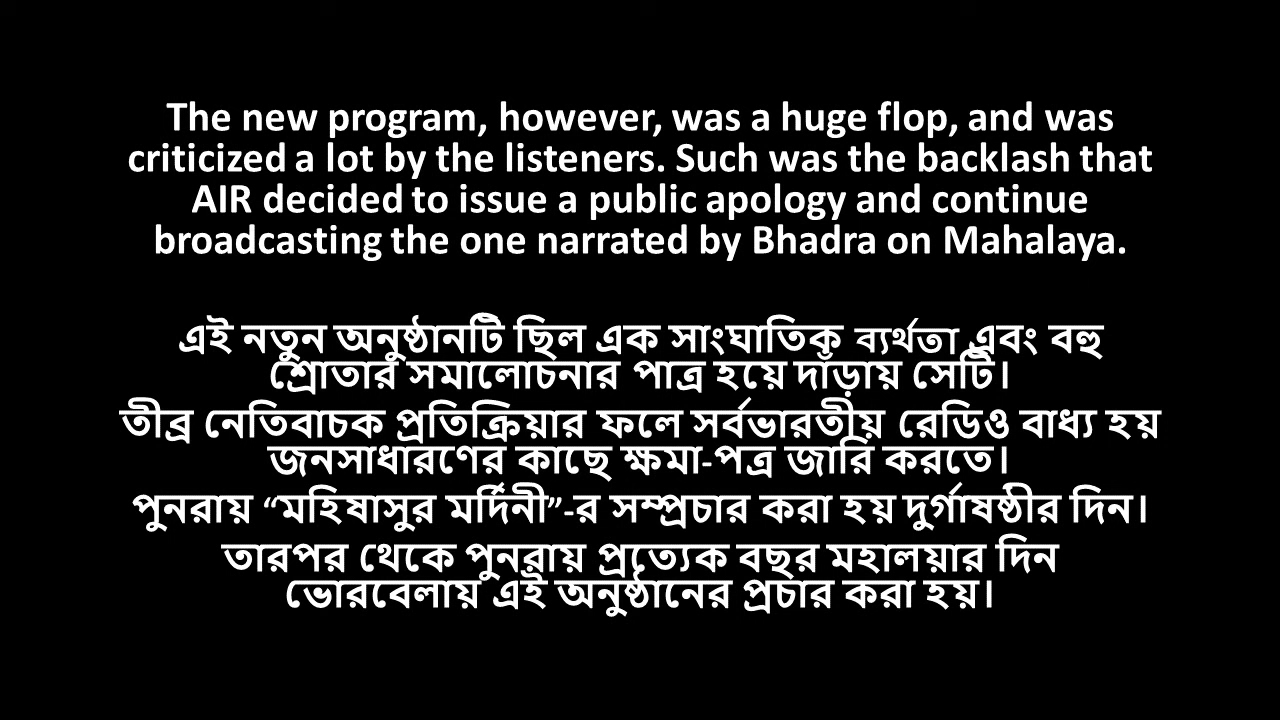 The new program, however, was a huge flop, and was
criticized a lot by the listeners. Such was the backlash that
AIR decided to issue a public apology and continue
broadcasting the one narrated by Bhadra on Mahalaya.
এই নতুন অনুষ্ঠানটি ছিল এক সাংঘাতিক ব্যর্থতা এবং বহু
শ্রোতার সমালোচনার পাত্র হয়ে দাঁড়ায় সেটি।
তীব্র নেতিবাচক প্রতিক্রিয়ার ফলে সর্বভারতীয় রেডিও বাধ্য হয়
জনসাধারণের কাছে ক্ষমা-পত্র জারি করতে।
পুনরায় “মহিষাসুর মর্দিনী”-র সম্প্রচার করা হয় দুর্গাষষ্ঠীর দিন।
তারপর থেকে পুনরায় প্রত্যেক বছর মহালয়ার দিন
ভোরবেলায় এই অনুষ্ঠানের প্রচার করা হয়।